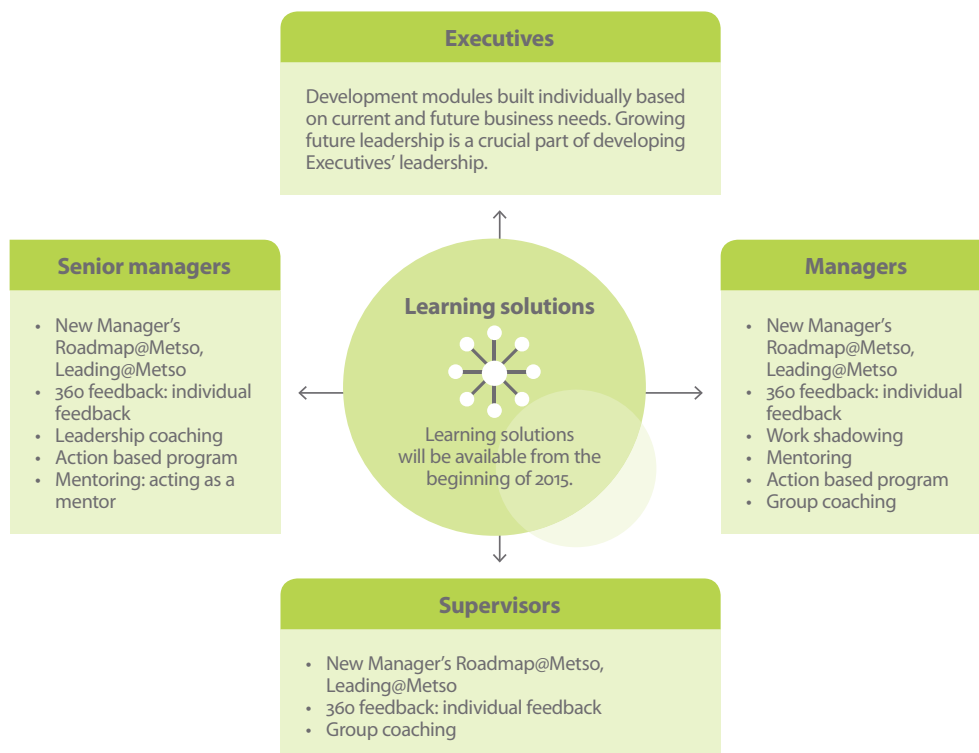 Executives
Development modules built individually based
on current and future business needs. Growing
future leadership is a crucial part of developing
Executives’ leadership.
Senior managers
• New Manager’s
Roadmap@Metso,
Leading@Metso
• 360 feedback: individual
feedback
• Leadership coaching
• Action based program
• Mentoring: acting as a
mentor
Learning solutions
Learning solutions
will be available from the
beginning of 2015.
Managers
• New Manager’s
Roadmap@Metso,
Leading@Metso
• 360 feedback: individual
feedback
• Work shadowing
• Mentoring
• Action based program
• Group coaching
Supervisors
• New Manager’s Roadmap@Metso,
Leading@Metso
• 360 feedback: individual feedback
• Group coaching